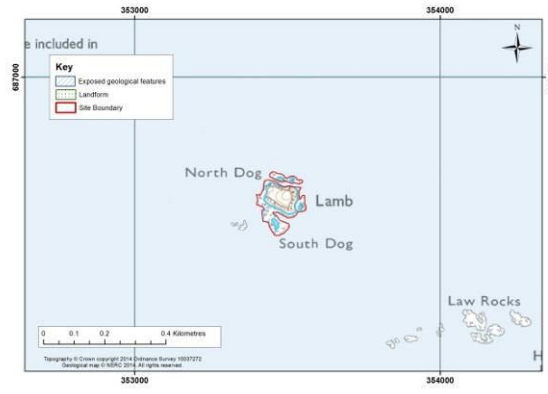 353000
354000
N
e included in
687000
Key
Exposed geological features
Landform
Site Boundary
North Dog
Lamb
South Dog
Law Rocks
0 0.1 0.2 0.4 Kilometres
H
Topography © Crown copyright 2014 Ordnance Survey 10037272
Geological map © NERC 2014. All rights reserved.
353000
354000